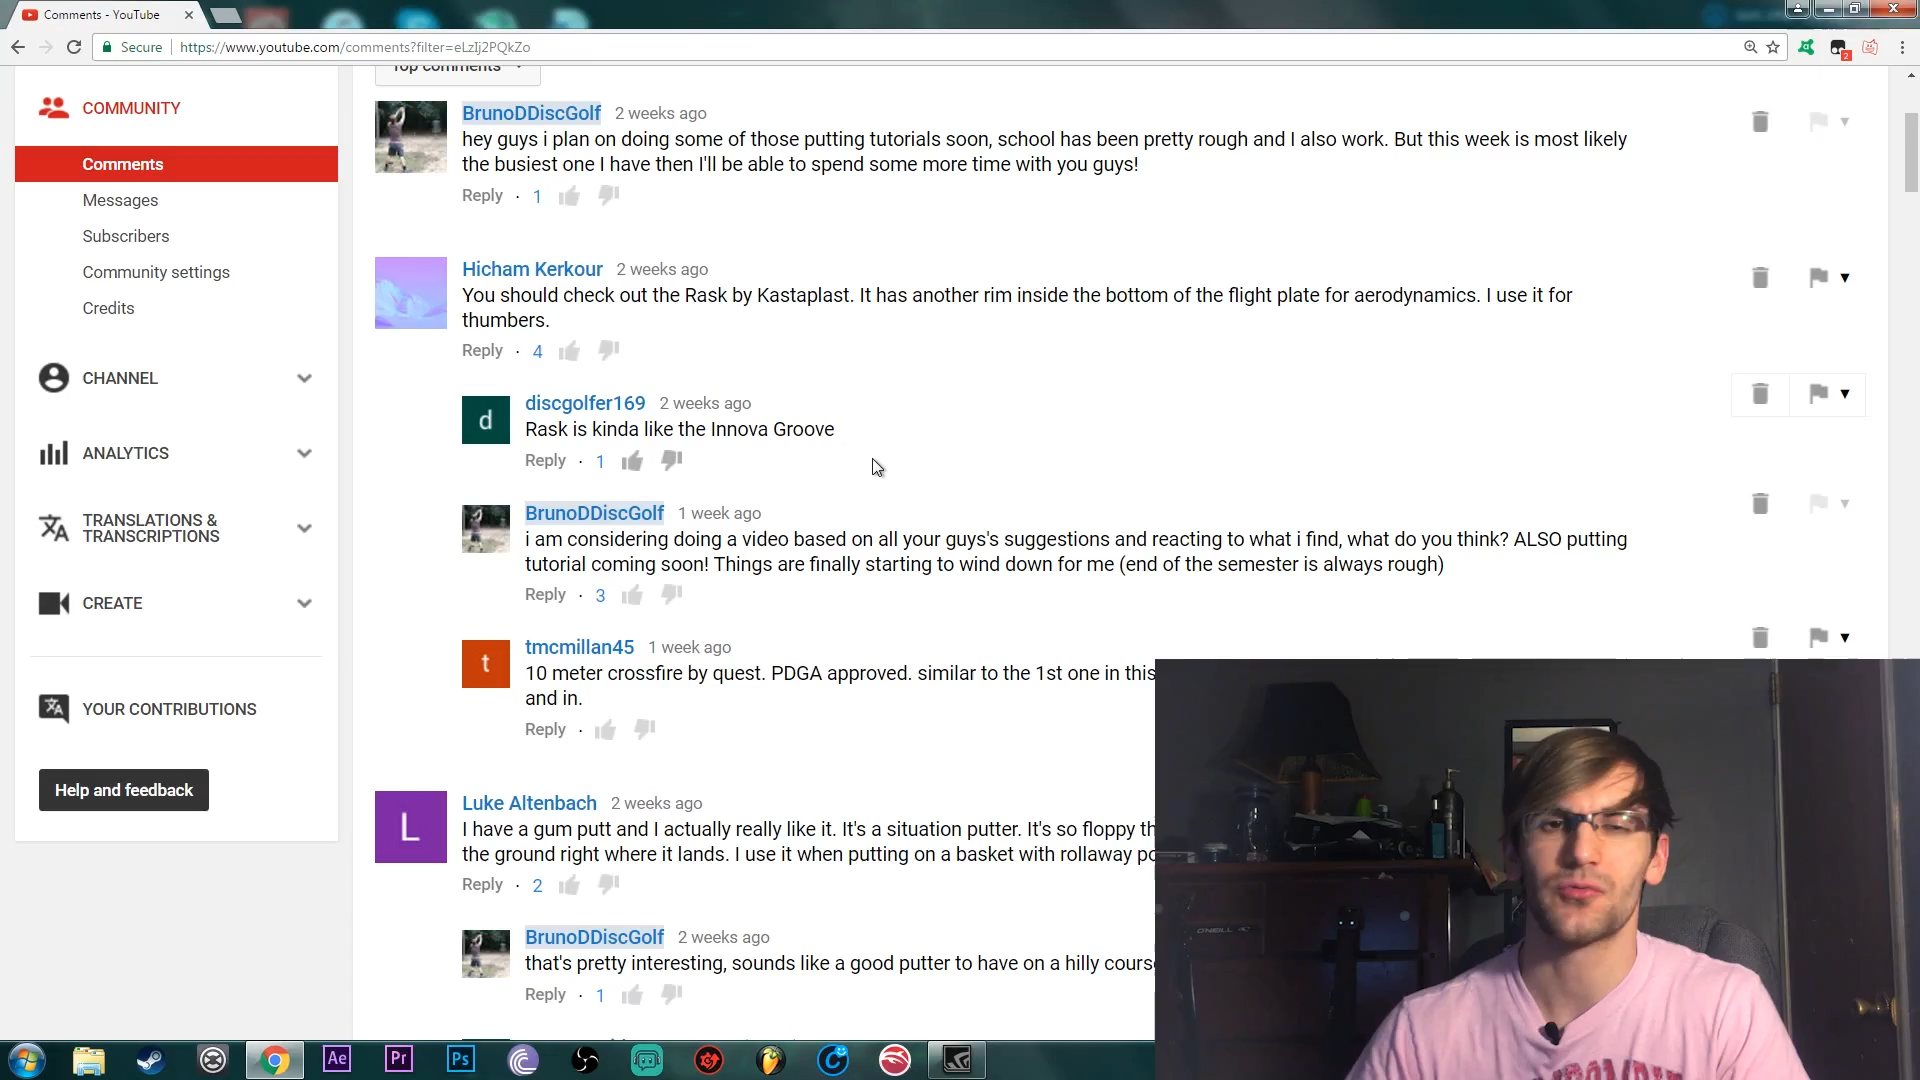 Comments - YouTube
Secure
https://www.youtube.com/comments?filter=eLzIj2PQkZo
2
COMMUNITY
Comments
Messages
Subscribers
Community settings
Credits
CHANNEL
ANALYTICS
TRANSLATIONS &
TRANSCRIPTIONS
CREATE
YOUR CONTRIBUTIONS
Help and feedback
Top comments
BrunoDDiscGolf 2 weeks ago
hey guys i plan on doing some of those putting tutorials soon, school has been pretty rough and I also work. But this week is most likely
the busiest one I have then I'll be able to spend some more time with you guys!
Reply · 1
Hicham Kerkour 2 weeks ago
You should check out the Rask by Kastaplast. It has another rim inside the bottom of the flight plate for aerodynamics. I use it for
thumbers.
Reply · 4
d
discgolfer169 2 weeks ago
Rask is kinda like the Innova Groove
Reply · 1
BrunoDDiscGolf 1 week ago
i am considering doing a video based on all your guys's suggestions and reacting to what i find, what do you think? ALSO putting
tutorial coming soon! Things are finally starting to wind down for me (end of the semester is always rough)
Reply · 3
t
tmcmillan45 1 week ago
10 meter crossfire by quest. PDGA approved. similar to the 1st one in this
and in.
Reply ·
L
Luke Altenbach 2 weeks ago
I have a gum putt and I actually really like it. It's a situation putter. It's so floppy th
the ground right where it lands. I use it when putting on a basket with rollaway po
Reply · 2
BrunoDDiscGolf 2 weeks ago
that's pretty interesting, sounds like a good putter to have on a hilly course
Reply · 1
O'NEILL
Ae
Pr
Ps